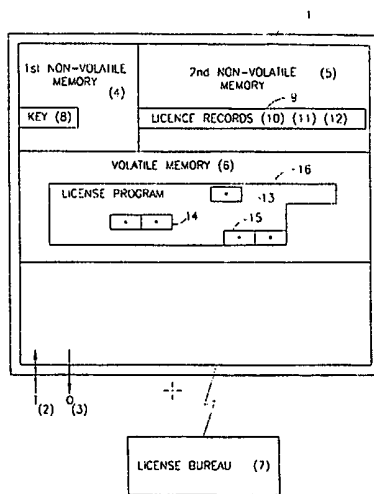 1
1st NON-VOLATILE MEMORY (4)
2nd NON-VOLATILE MEMORY (5)
9
KEY (8)
LICENCE RECORDS (10) (11) (12)
VOLATILE MEMORY (6)
16
LICENSE PROGRAM
13
14
15
I (2)
O (3)
LICENSE BUREAU (7)